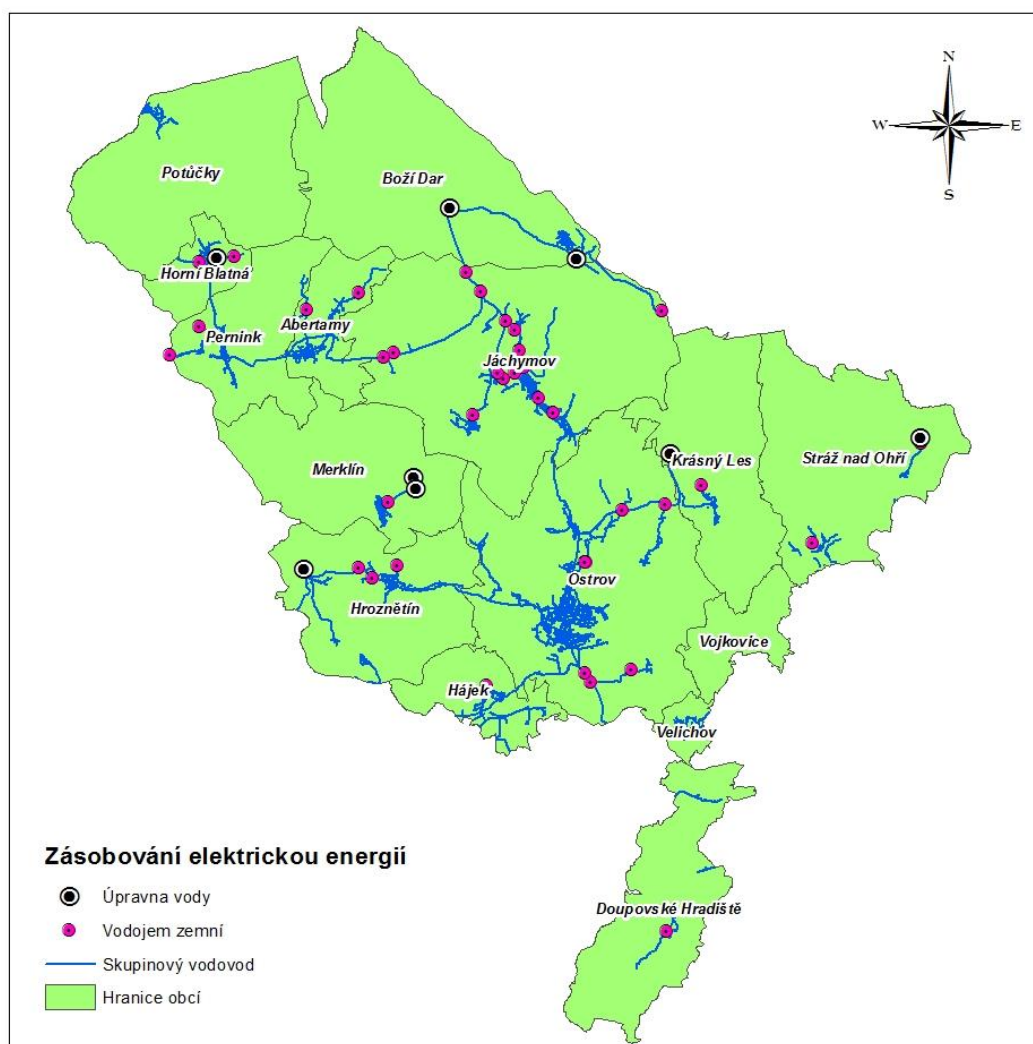 N
W
E
S
Potůčky
Boží Dar
Horní Blatná
Pernink
Abertamy
Jáchymov
Merklín
Krásný Les
Stráž nad Ohří
Ostrov
Hroznětín
Vojkovice
Hájek
Velichov
Doupovské Hradiště
Zásobování elektrickou energií
Úpravna vody
Vodojem zemní
Skupinový vodovod
Hranice obcí